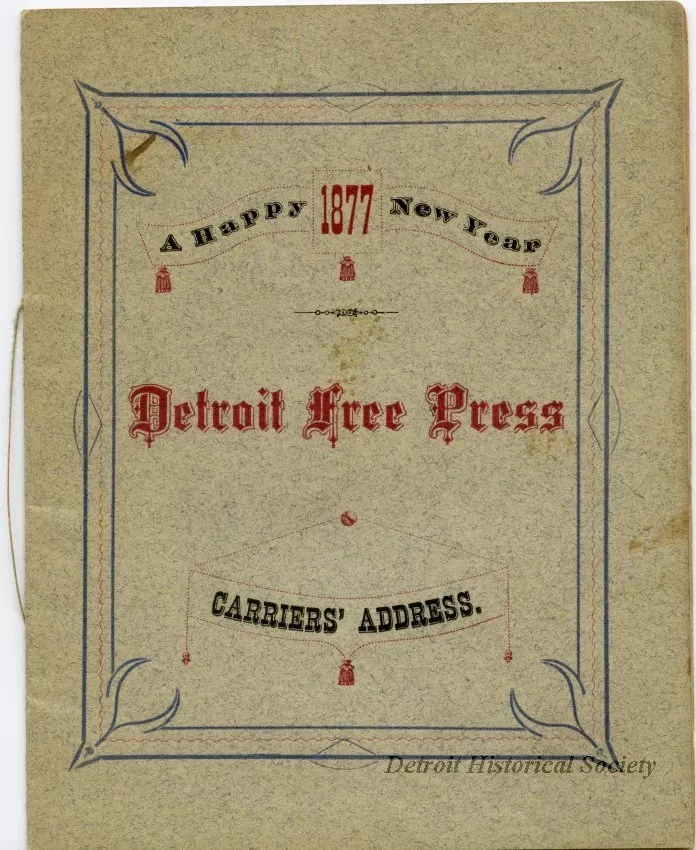 A Happy 1877 New Year
Detroit Free Press
CARRIERS' ADDRESS.
Detroit Historical Society